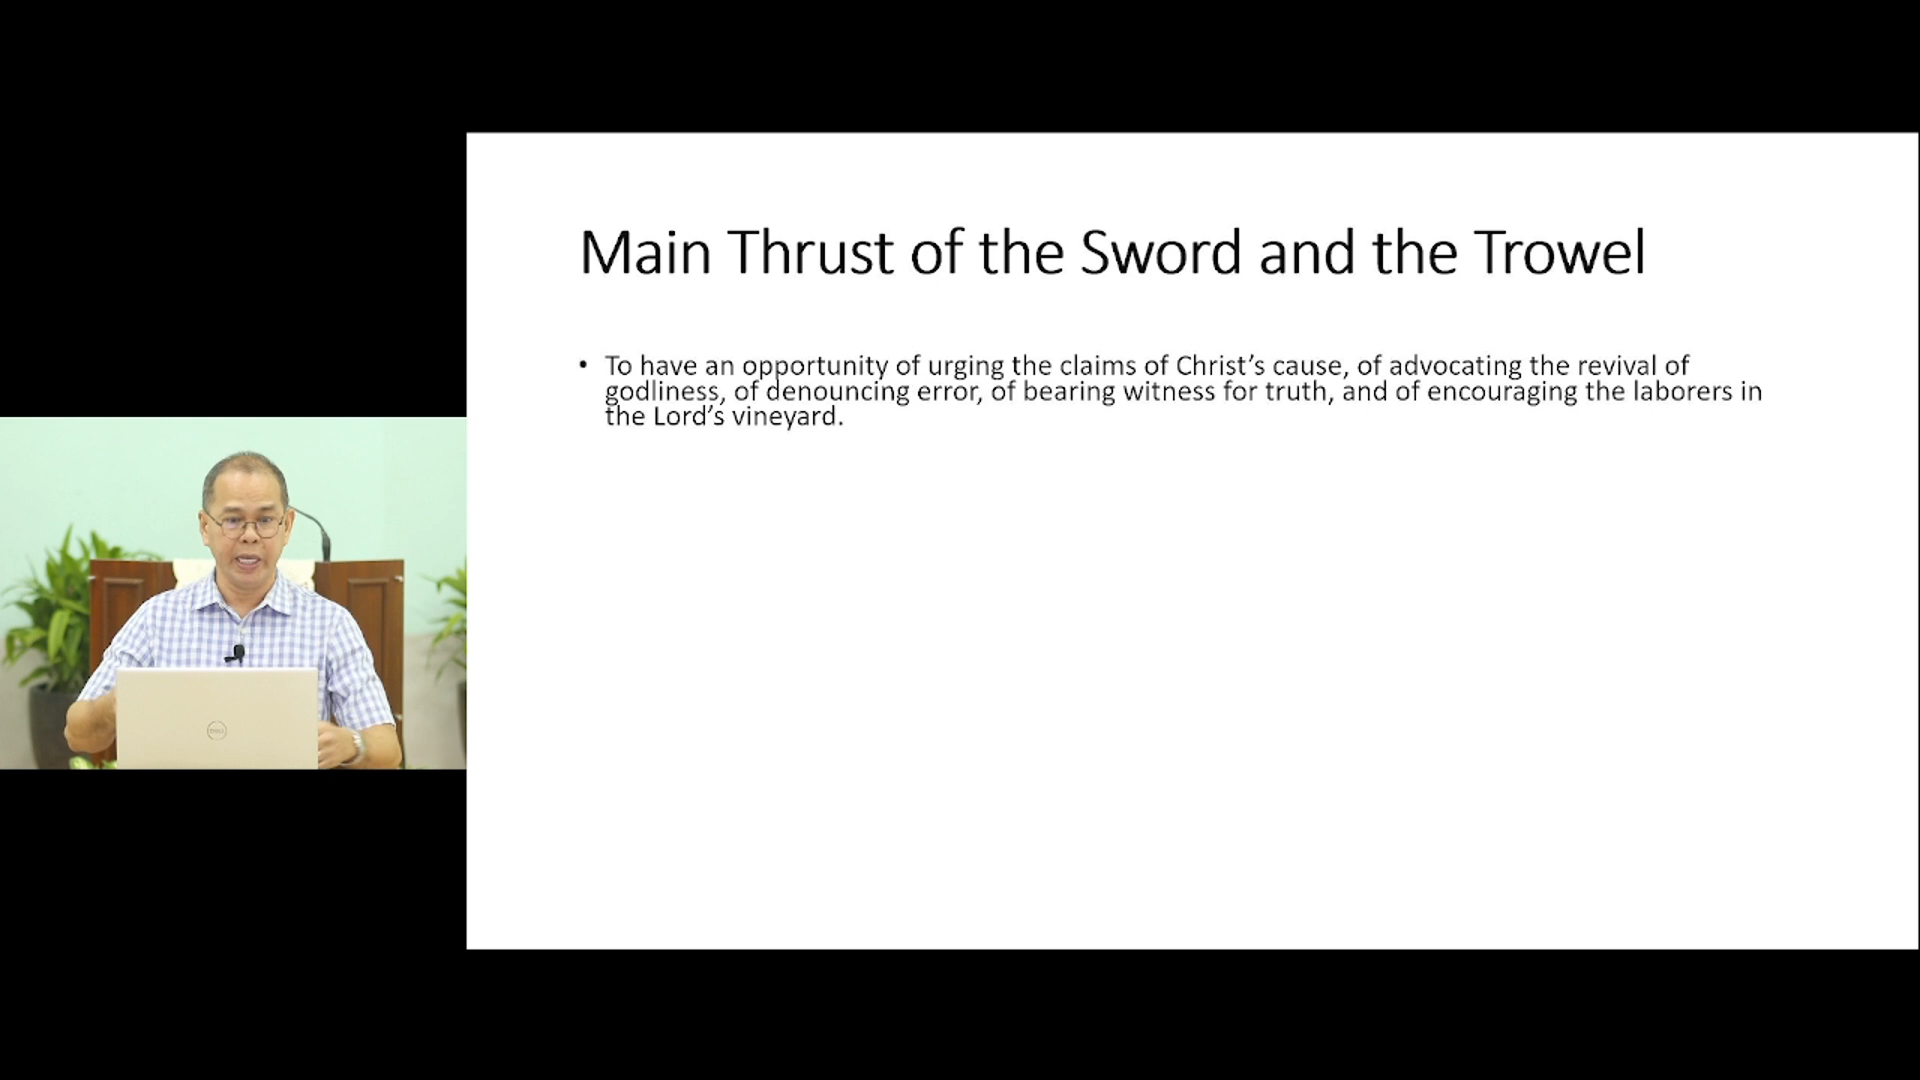 Main Thrust of the Sword and the Trowel
• To have an opportunity of urging the claims of Christ’s cause, of advocating the revival of
godliness, of denouncing error, of bearing witness for truth, and of encouraging the laborers in
the Lord’s vineyard.
DELL